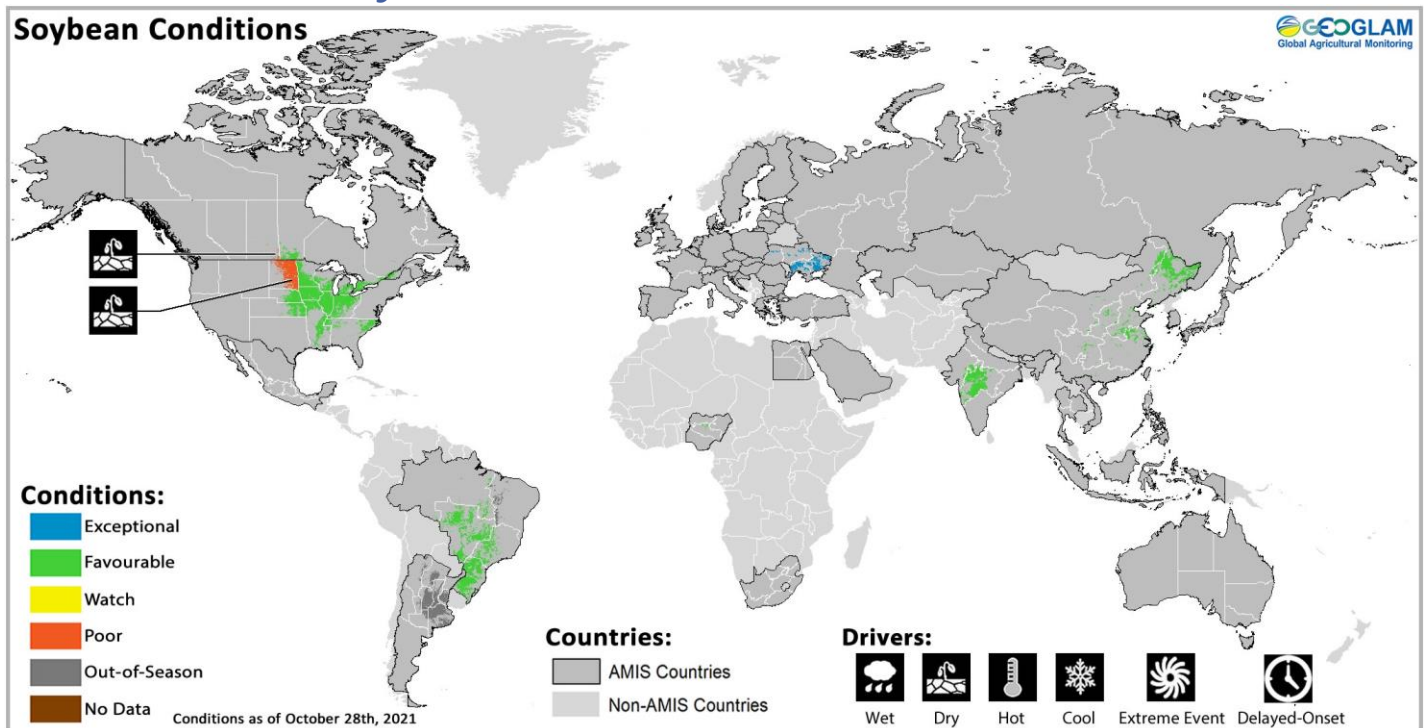 Soybean Conditions
GEOGLAM
Global Agricultural Monitoring
Conditions:
Exceptional
Favourable
Watch
Poor
Out-of-Season
No Data
Conditions as of October 28th, 2021
Countries:
AMIS Countries
Non-AMIS Countries
Drivers:
Wet
Dry
Hot
Cool
Extreme Event
Delayed-Onset